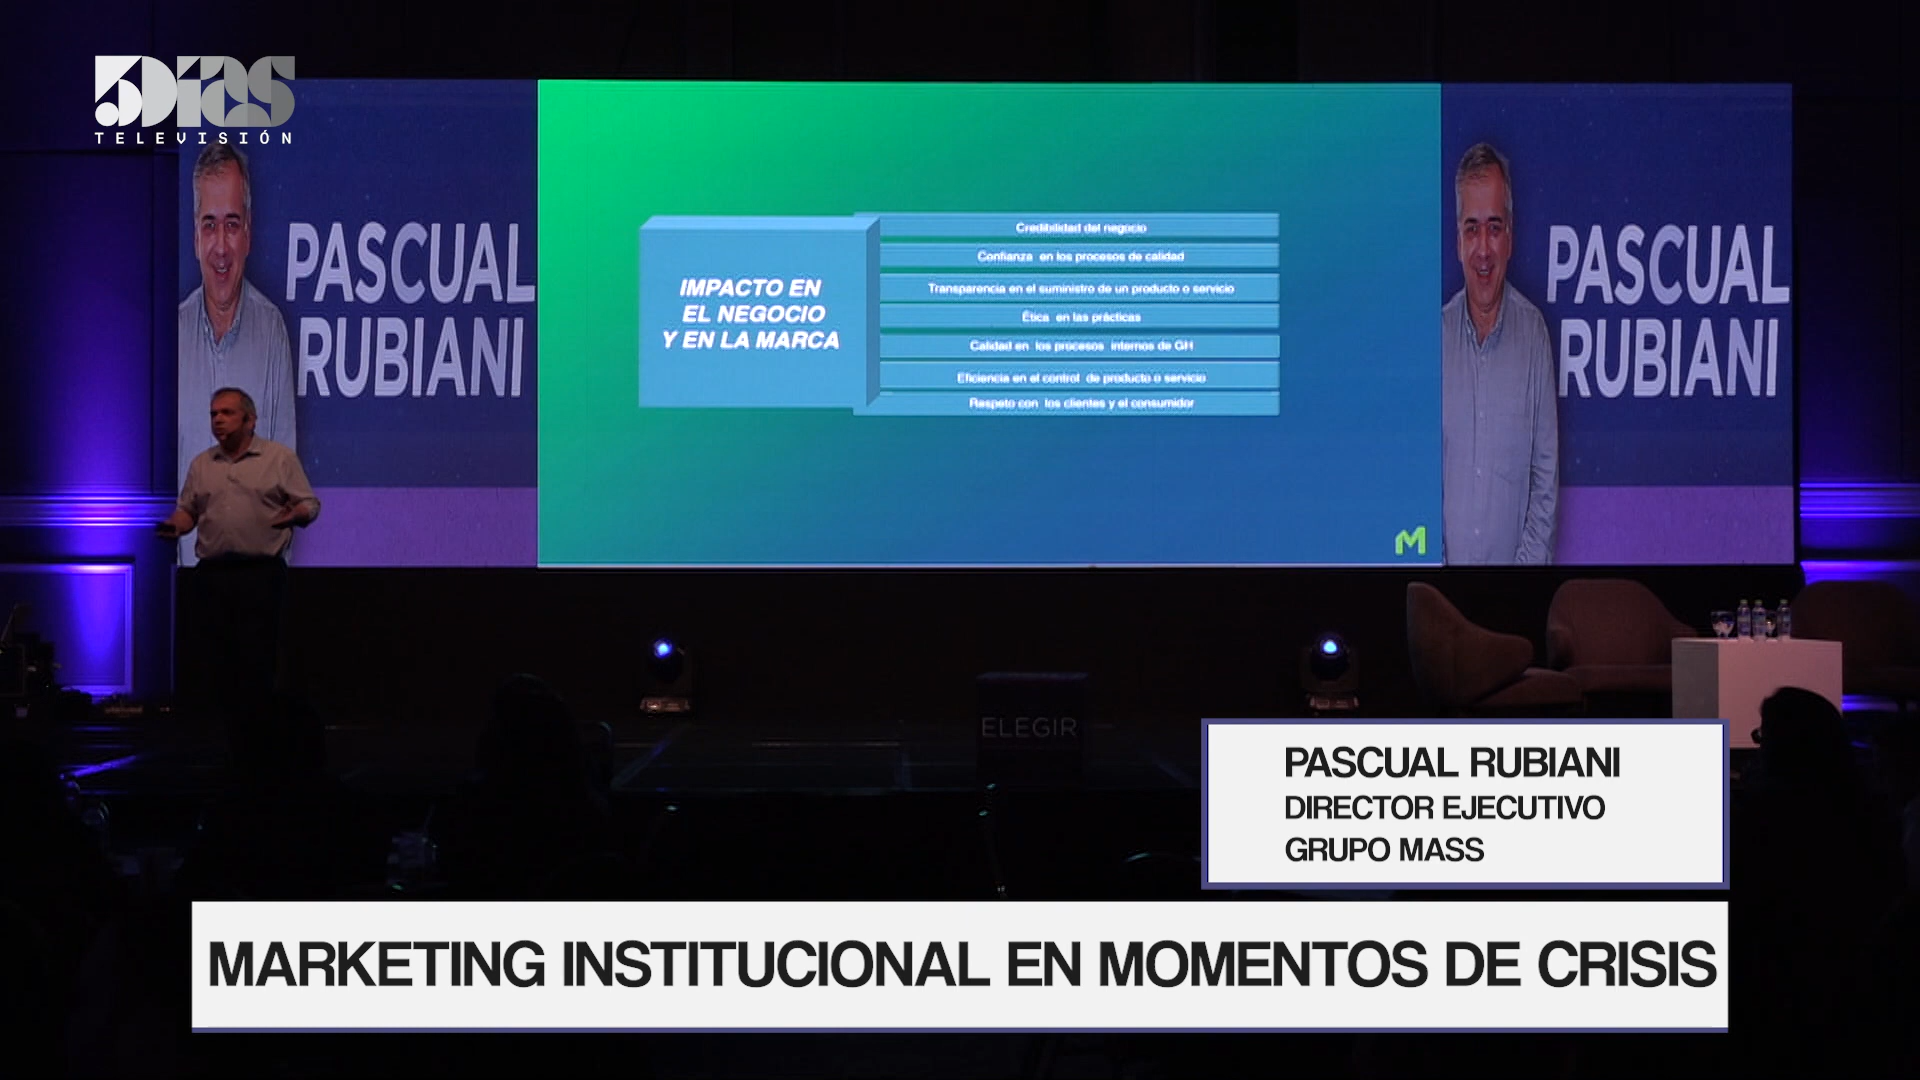 5Días
TELEVISIÓN
PASCUAL
RUBIANI
IMPACTO EN
EL NEGOCIO
Y EN LA MARCA
Credibilidad del negocio
Confianza en los procesos de calidad
Transparencia en el suministro de un producto o servicio
Ética en las prácticas
Calidad en los procesos internos de GH
Eficiencia en el control de producto o servicio
Respeto con los clientes y el consumidor
M
PASCUAL
RUBIANI
ELEGIR
PASCUAL RUBIANI
DIRECTOR EJECUTIVO
GRUPO MASS
MARKETING INSTITUCIONAL EN MOMENTOS DE CRISIS